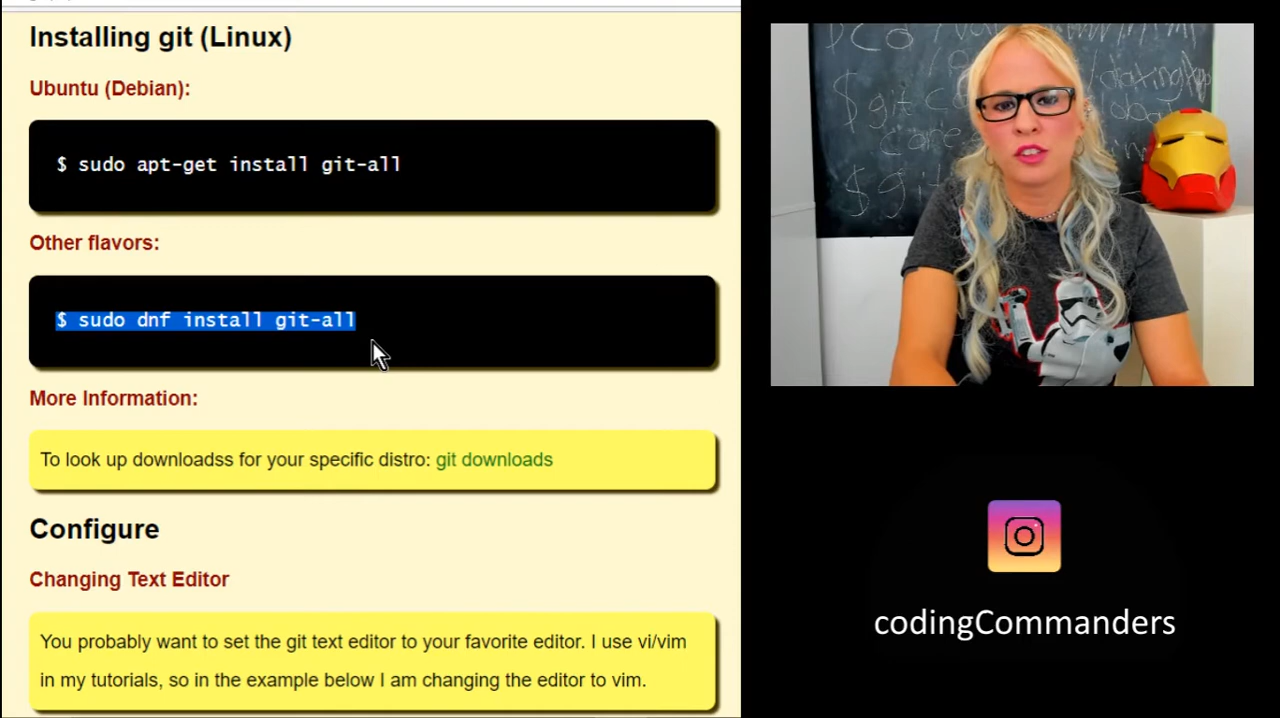 Installing git (Linux)
Ubuntu (Debian):
$ sudo apt-get install git-all
Other flavors:
$ sudo dnf install git-all
More Information:
To look up downloadss for your specific distro: git downloads
Configure
Changing Text Editor
You probably want to set the git text editor to your favorite editor. I use vi/vim
in my tutorials, so in the example below I am changing the editor to vim.
$ git
$ git
codingCommanders